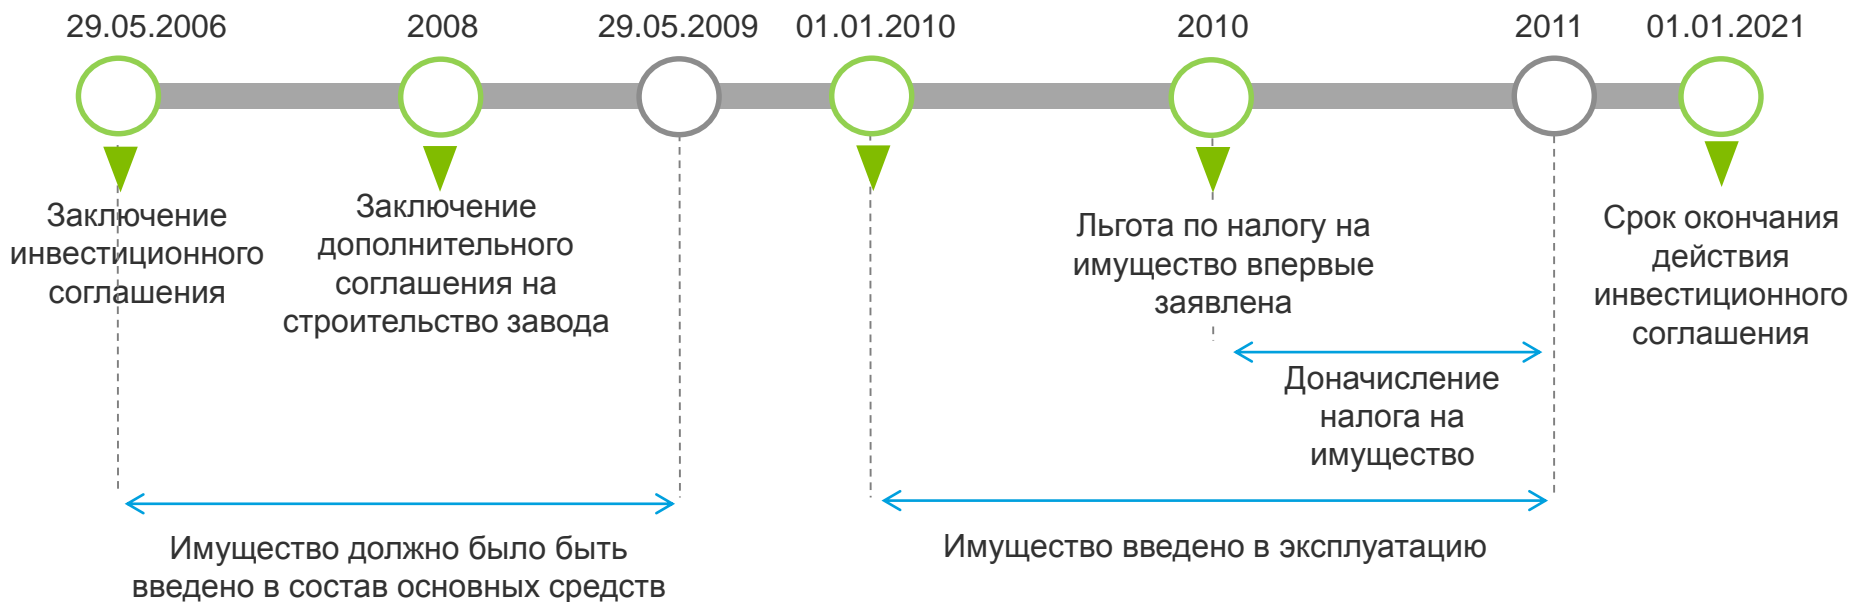 29.05.2006
2008
29.05.2009
01.01.2010
2010
2011
01.01.2021
Заключение
инвестиционного
соглашения
Заключение
дополнительного
соглашения на
строительство завода
Льгота по налогу на
имущество впервые
заявлена
Срок окончания
действия
инвестиционного
соглашения
Доначисление
налога на
имущество
Имущество должно было быть
введено в состав основных средств
Имущество введено в эксплуатацию